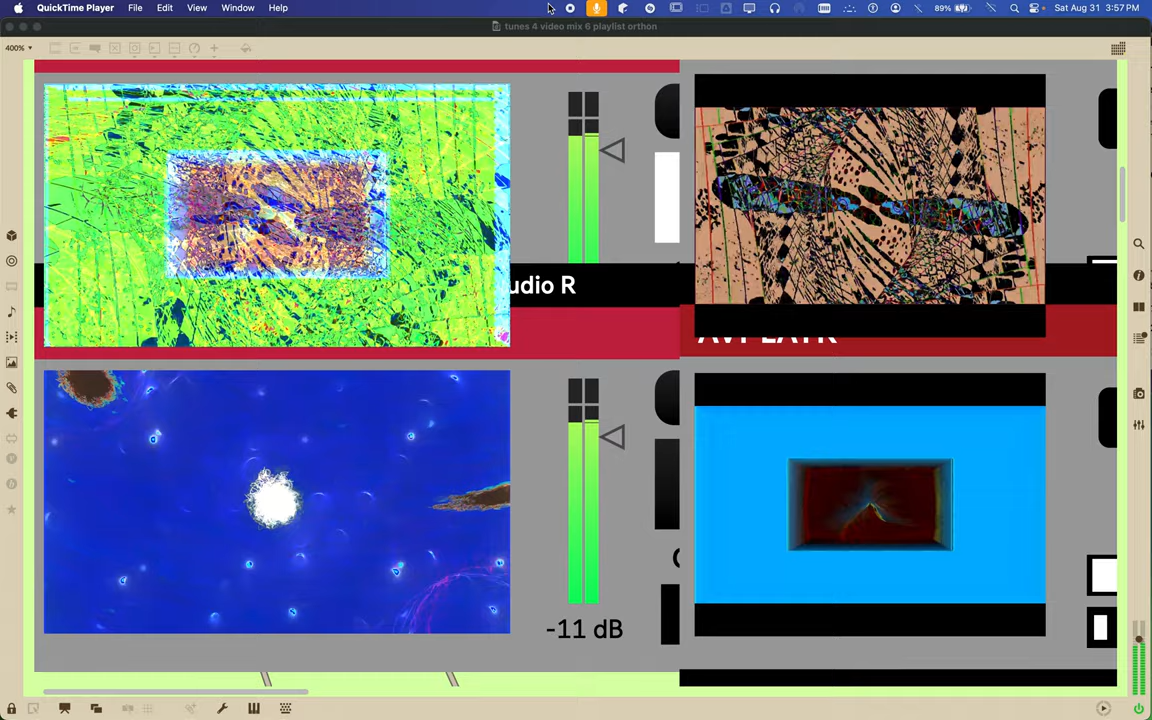 QuickTime Player File Edit View Window Help 89% Sat Aug 31 3:57 PM
tunes 4 video mix 6 playlist orthon
400%
udio R
-11 dB